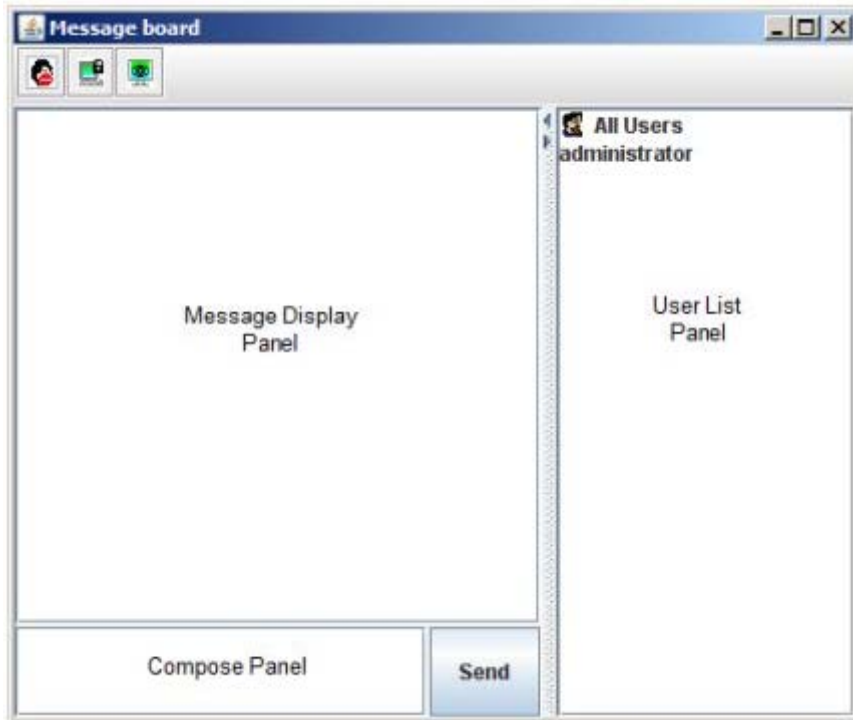 Message board
All Users
administrator
Message Display
Panel
User List
Panel
Compose Panel
Send